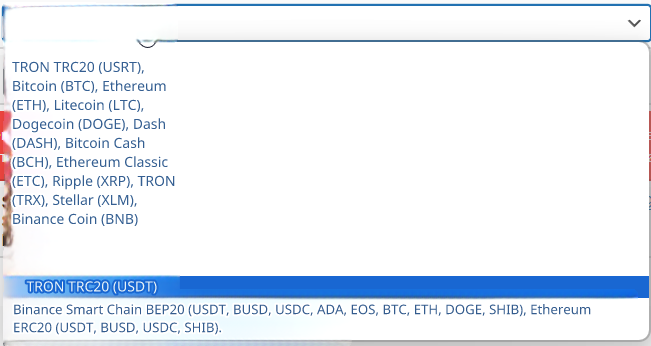 TRON TRC20 (USRT),
Bitcoin (BTC), Ethereum
(ETH), Litecoin (LTC),
Dogecoin (DOGE), Dash
(DASH), Bitcoin Cash
(BCH), Ethereum Classic
(ETC), Ripple (XRP), TRON
(TRX), Stellar (XLM),
Binance Coin (BNB)
TRON TRC20 (USDT)
Binance Smart Chain BEP20 (USDT, BUSD, USDC, ADA, EOS, BTC, ETH, DOGE, SHIB), Ethereum
ERC20 (USDT, BUSD, USDC, SHIB).